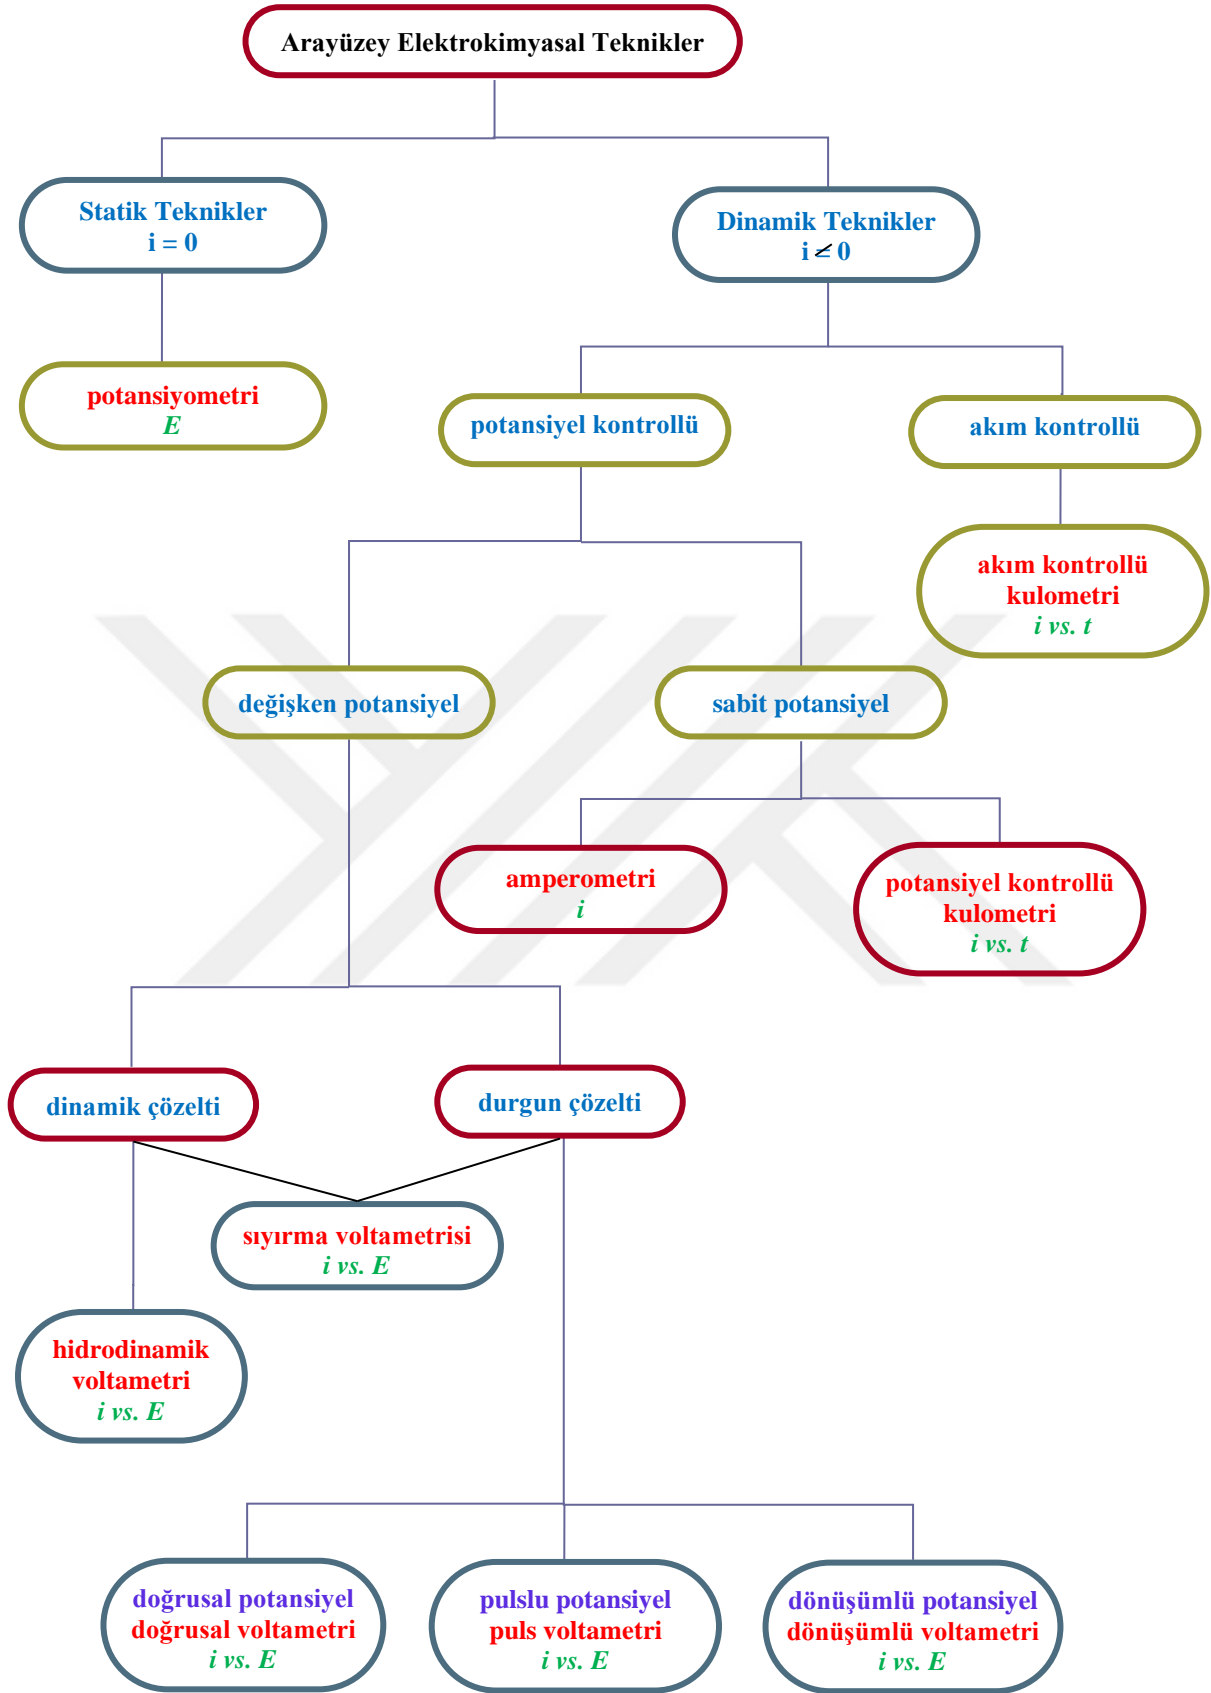 Arayüzey Elektrokimyasal Teknikler
Statik Teknikler
i = 0
Dinamik Teknikler
i ≠ 0
potansiyometri
E
potansiyel kontrollü
akım kontrollü
akım kontrollü
kulometri
i vs. t
değişken potansiyel
sabit potansiyel
amperometri
i
potansiyel kontrollü
kulometri
i vs. t
dinamik çözelti
durgun çözelti
sıyırma voltametrisi
i vs. E
hidrodinamik
voltametri
i vs. E
doğrusal potansiyel
doğrusal voltametri
i vs. E
pulslu potansiyel
puls voltametri
i vs. E
dönüşümlü potansiyel
dönüşümlü voltametri
i vs. E